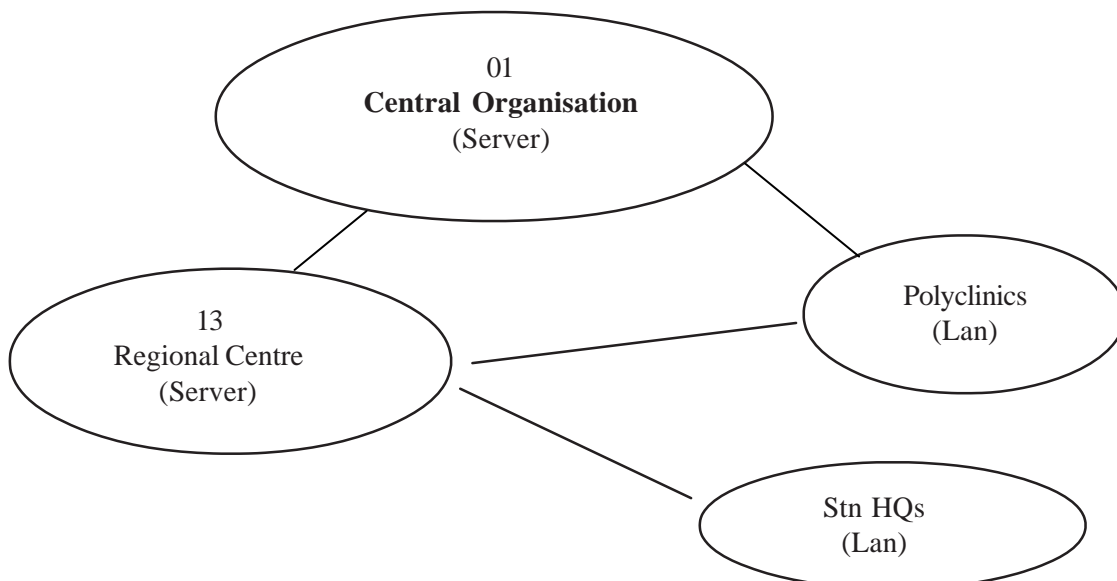 01
Central Organisation
(Server)
13
Regional Centre
(Server)
Polyclinics
(Lan)
Stn HQs
(Lan)